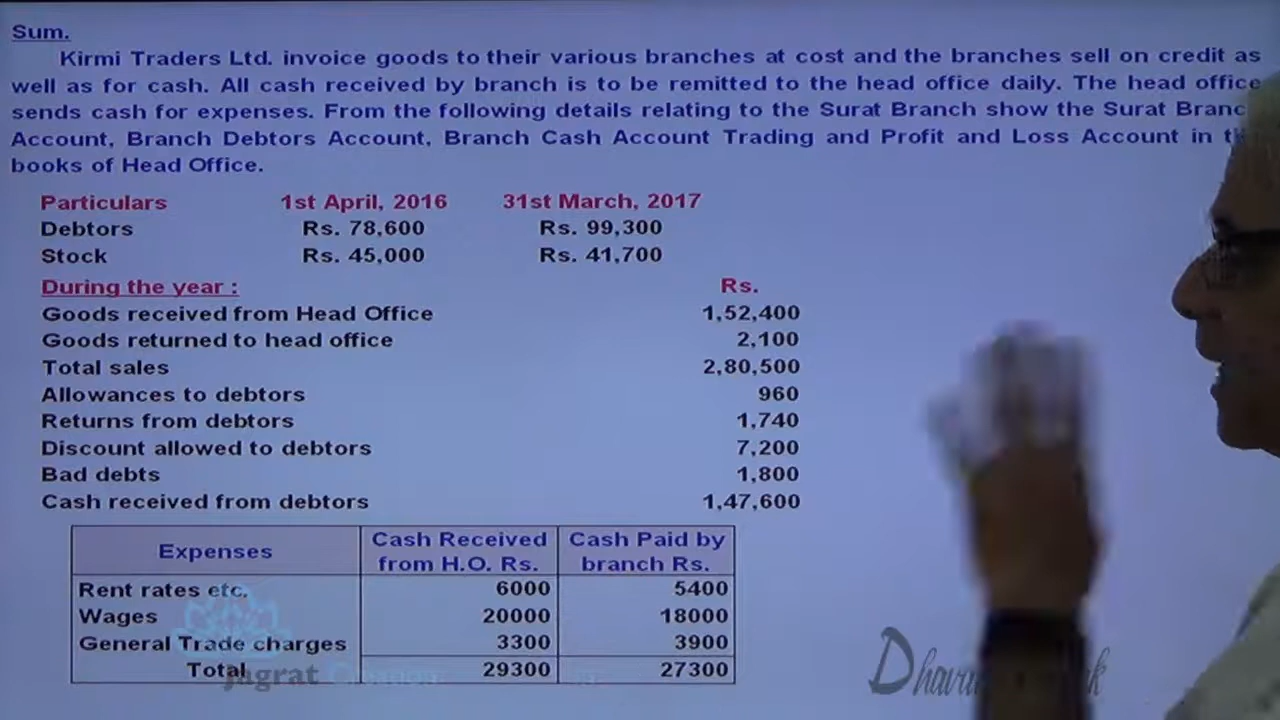 Sum.
Kirmi Traders Ltd. invoice goods to their various branches at cost and the branches sell on credit as
well as for cash. All cash received by branch is to be remitted to the head office daily. The head office
sends cash for expenses. From the following details relating to the Surat Branch show the Surat
Account, Branch Debtors Account, Branch Cash Account Trading and Profit and Loss Account in
books of Head Office.
Particulars 1st April, 2016 31st March, 2017
Debtors Rs. 78,600 Rs. 99,300
Stock Rs. 45,000 Rs. 41,700
During the year : Rs.
Goods received from Head Office 1,52,400
Goods returned to head office 2,100
Total sales 2,80,500
Allowances to debtors 960
Returns from debtors 1,740
Discount allowed to debtors 7,200
Bad debts 1,800
Cash received from debtors 1,47,600
Expenses Cash Received from H.O. Rs. Cash Paid by branch Rs.
Rent rates etc. 6000 5400
Wages 20000 18000
General Trade charges 3300 3900
Total 29300 27300
Jagrat